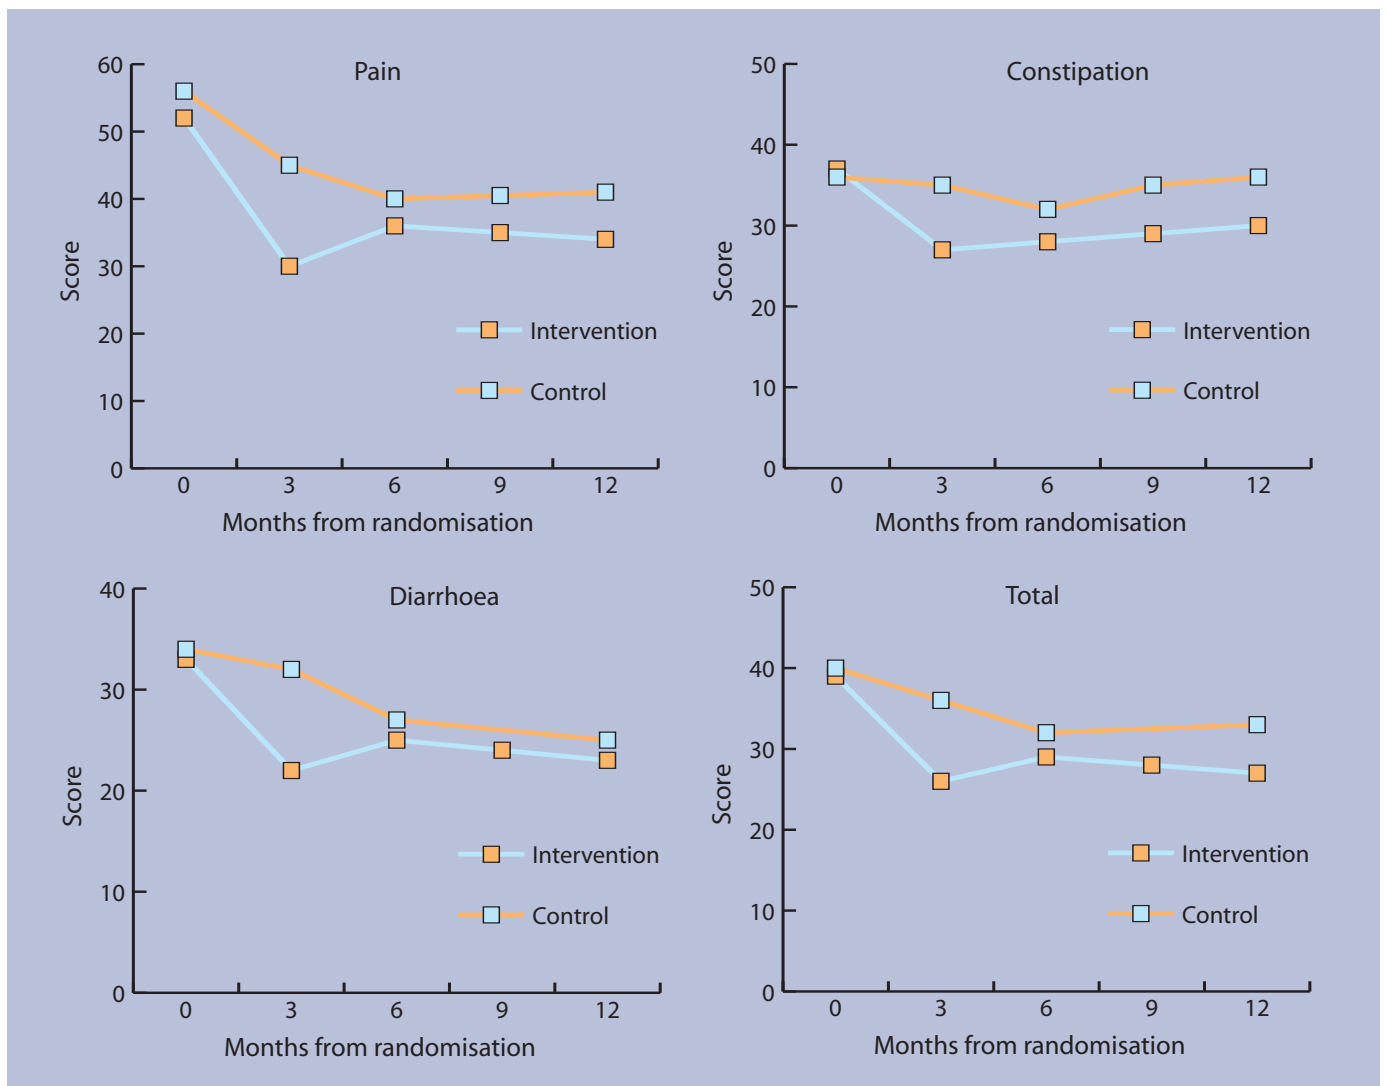 Pain
60
50
40
30
20
10
0
Score
Intervention
Control
0 3 6 9 12
Months from randomisation
Constipation
50
40
30
20
10
0
Score
Intervention
Control
0 3 6 9 12
Months from randomisation
Diarrhoea
40
30
20
10
0
Score
Intervention
Control
0 3 6 9 12
Months from randomisation
Total
50
40
30
20
10
0
Score
Intervention
Control
0 3 6 9 12
Months from randomisation